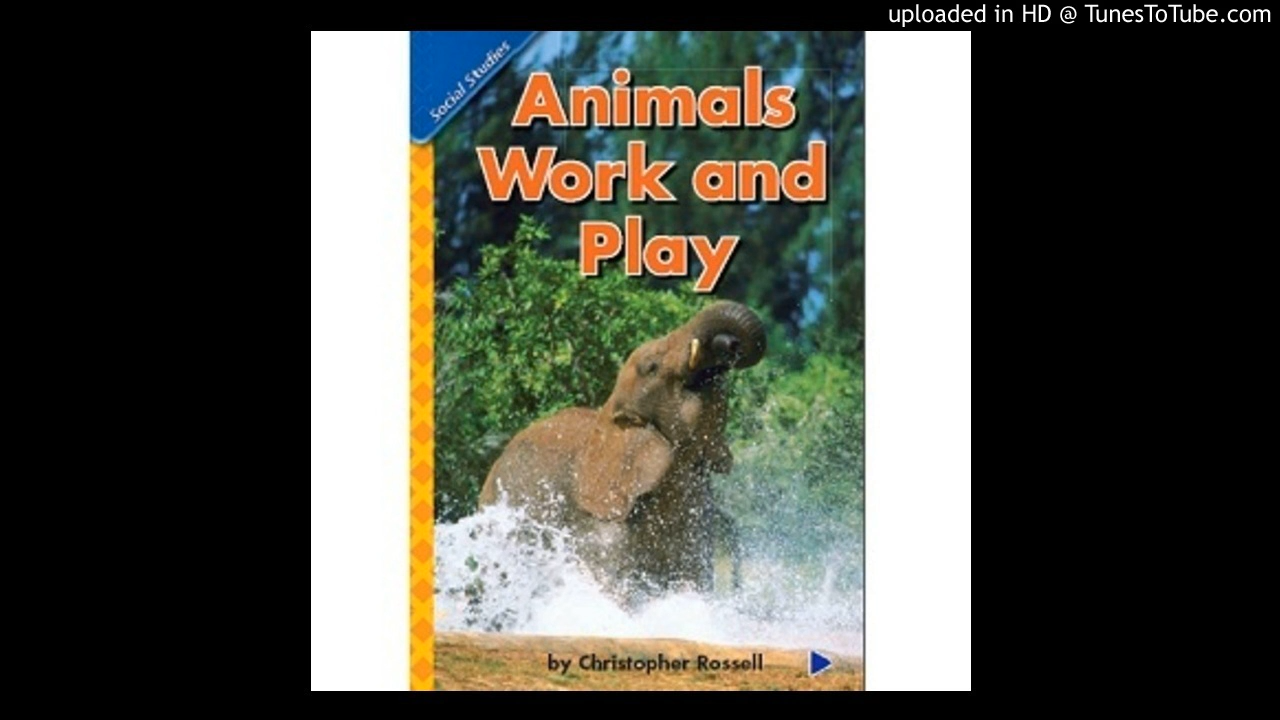 uploaded in HD @ TunesToTube.com
Social Studies
Animals
Work and
Play
by Christopher Rossell